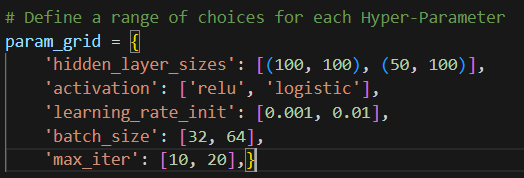 # Define a range of choices for each Hyper-Parameter
param_grid = {
    'hidden_layer_sizes': [(100, 100), (50, 100)],
    'activation': ['relu', 'logistic'],
    'learning_rate_init': [0.001, 0.01],
    'batch_size': [32, 64],
    'max_iter': [10, 20],}